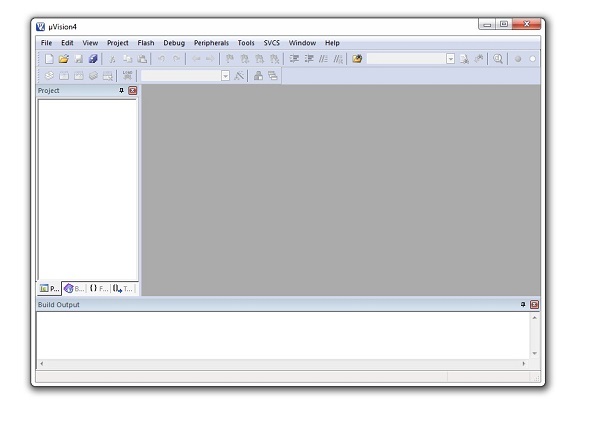 µVision4
File Edit View Project Flash Debug Peripherals Tools SVCS Window Help
Project
P... B... {} F... 0, T...
Build Output